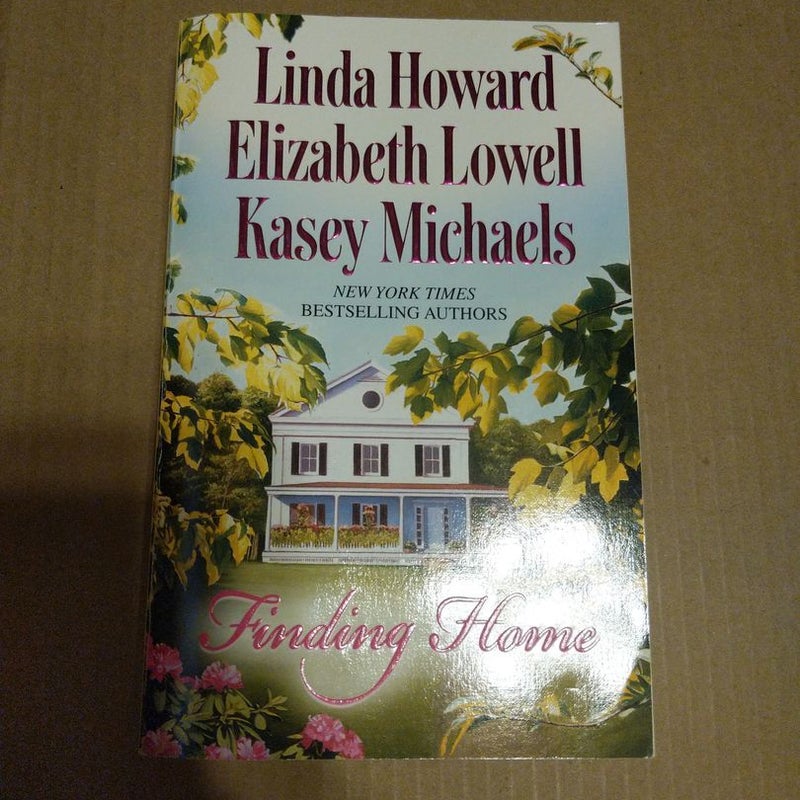 Linda Howard
Elizabeth Lowell
Kasey Michaels
NEW YORK TIMES
BESTSELLING AUTHORS
Finding Home